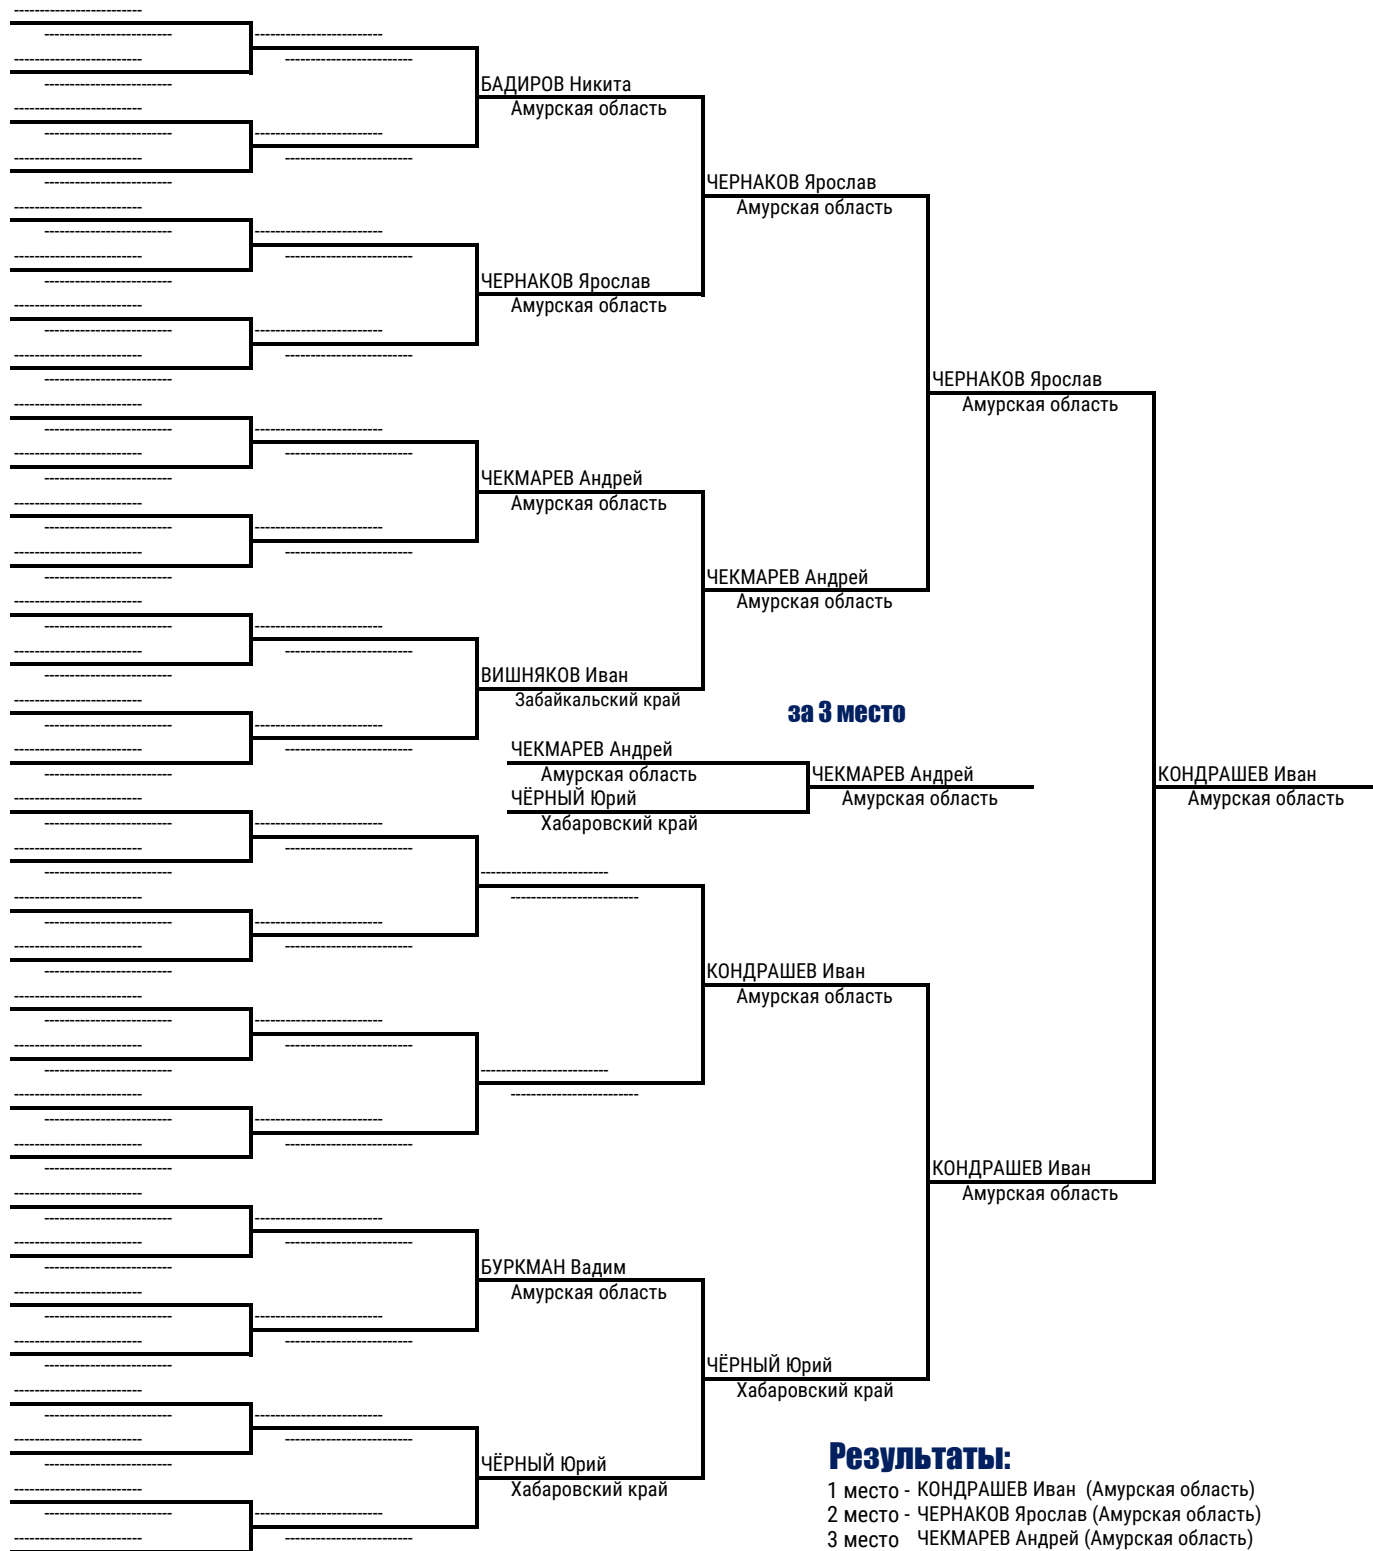 БАДИРОВ Никита
Амурская область
ЧЕРНАКОВ Ярослав
Амурская область
ЧЕРНАКОВ Ярослав
Амурская область
ЧЕРНАКОВ Ярослав
Амурская область
ЧЕКМАРЕВ Андрей
Амурская область
ЧЕКМАРЕВ Андрей
Амурская область
ВИШНЯКОВ Иван
Забайкальский край
за 3 место
ЧЕКМАРЕВ Андрей
Амурская область
ЧЁРНЫЙ Юрий
Хабаровский край
ЧЕКМАРЕВ Андрей
Амурская область
КОНДРАШЕВ Иван
Амурская область
КОНДРАШЕВ Иван
Амурская область
КОНДРАШЕВ Иван
Амурская область
БУРКМАН Вадим
Амурская область
ЧЁРНЫЙ Юрий
Хабаровский край
ЧЁРНЫЙ Юрий
Хабаровский край
Результаты:
1 место - КОНДРАШЕВ Иван (Амурская область)
2 место - ЧЕРНАКОВ Ярослав (Амурская область)
3 место ЧЕКМАРЕВ Андрей (Амурская область)